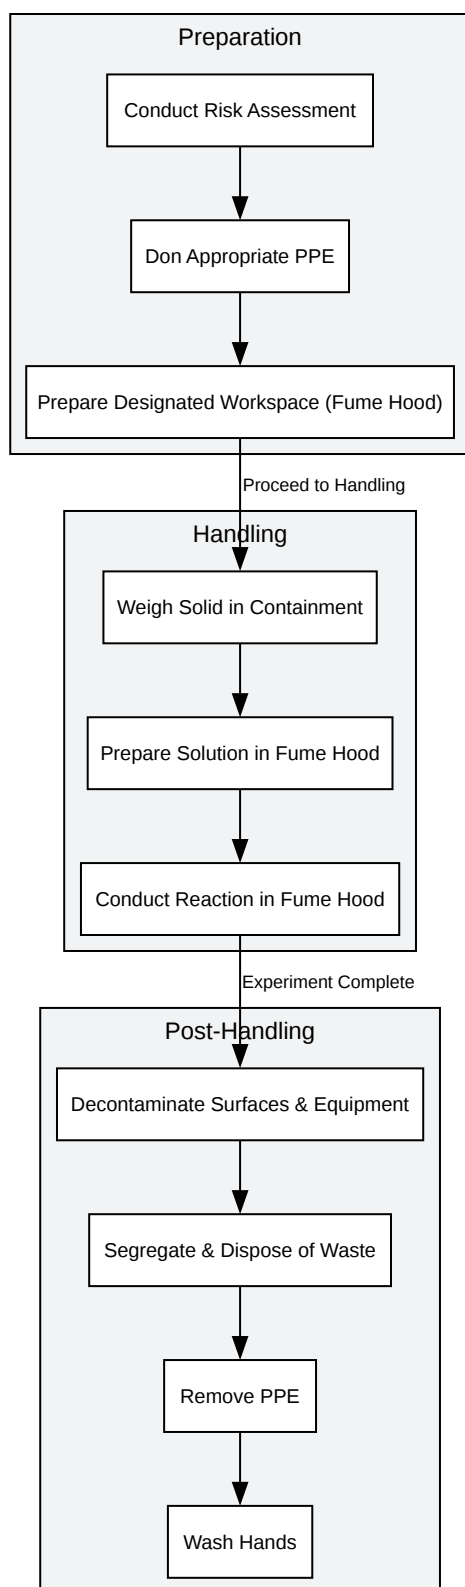 Preparation
Conduct Risk Assessment
Don Appropriate PPE
Prepare Designated Workspace (Fume Hood)
Proceed to Handling
Handling
Weigh Solid in Containment
Prepare Solution in Fume Hood
Conduct Reaction in Fume Hood
Experiment Complete
Post-Handling
Decontaminate Surfaces & Equipment
Segregate & Dispose of Waste
Remove PPE
Wash Hands